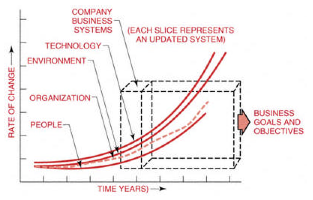 COMPANY
BUSINESS
SYSTEMS
(EACH SLICE REPRESENTS
AN UPDATED SYSTEM)
TECHNOLOGY
ENVIRONMENT
ORGANIZATION
PEOPLE
RATE OF CHANGE
BUSINESS
GOALS AND
OBJECTIVES
TIME YEARS)